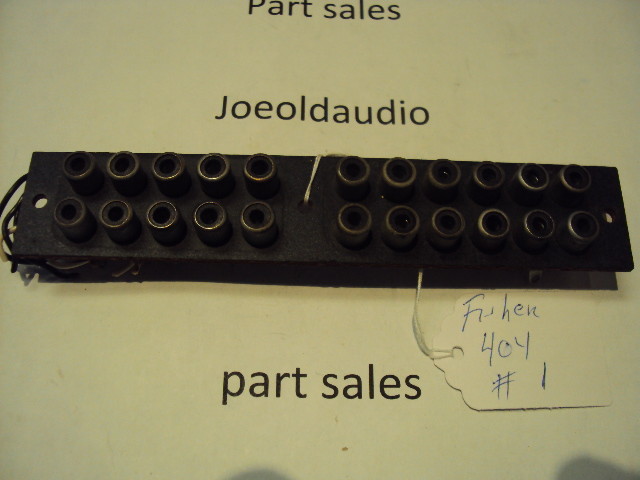 Part sales
Joeoldaudio
Fisher
404
# 1
part sales